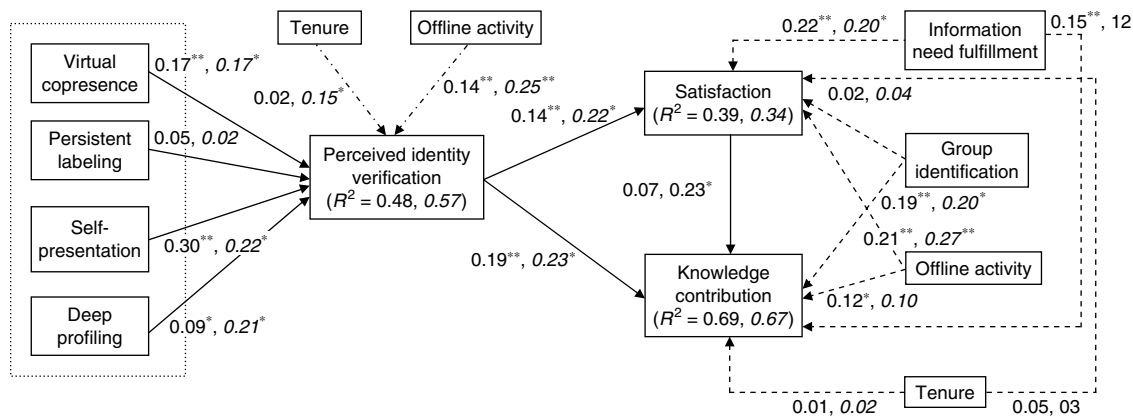 Tenure
Offline activity
0.22**, 0.20*
Information
need fulfillment
0.15**, 12
Virtual
copresence
0.17**, 0.17*
0.02, 0.15*
0.14**, 0.25**
0.14**, 0.22*
Satisfaction
(R² = 0.39, 0.34)
0.02, 0.04
Persistent
labeling
0.05, 0.02
Perceived identity
verification
(R² = 0.48, 0.57)
Group
identification
0.07, 0.23*
0.19**, 0.20*
Self-
presentation
0.30**, 0.22*
0.21**, 0.27**
0.19**, 0.23*
Knowledge
contribution
(R² = 0.69, 0.67)
Offline activity
0.12*, 0.10
Deep
profiling
0.09*, 0.21*
Tenure
0.01, 0.02
0.05, 03